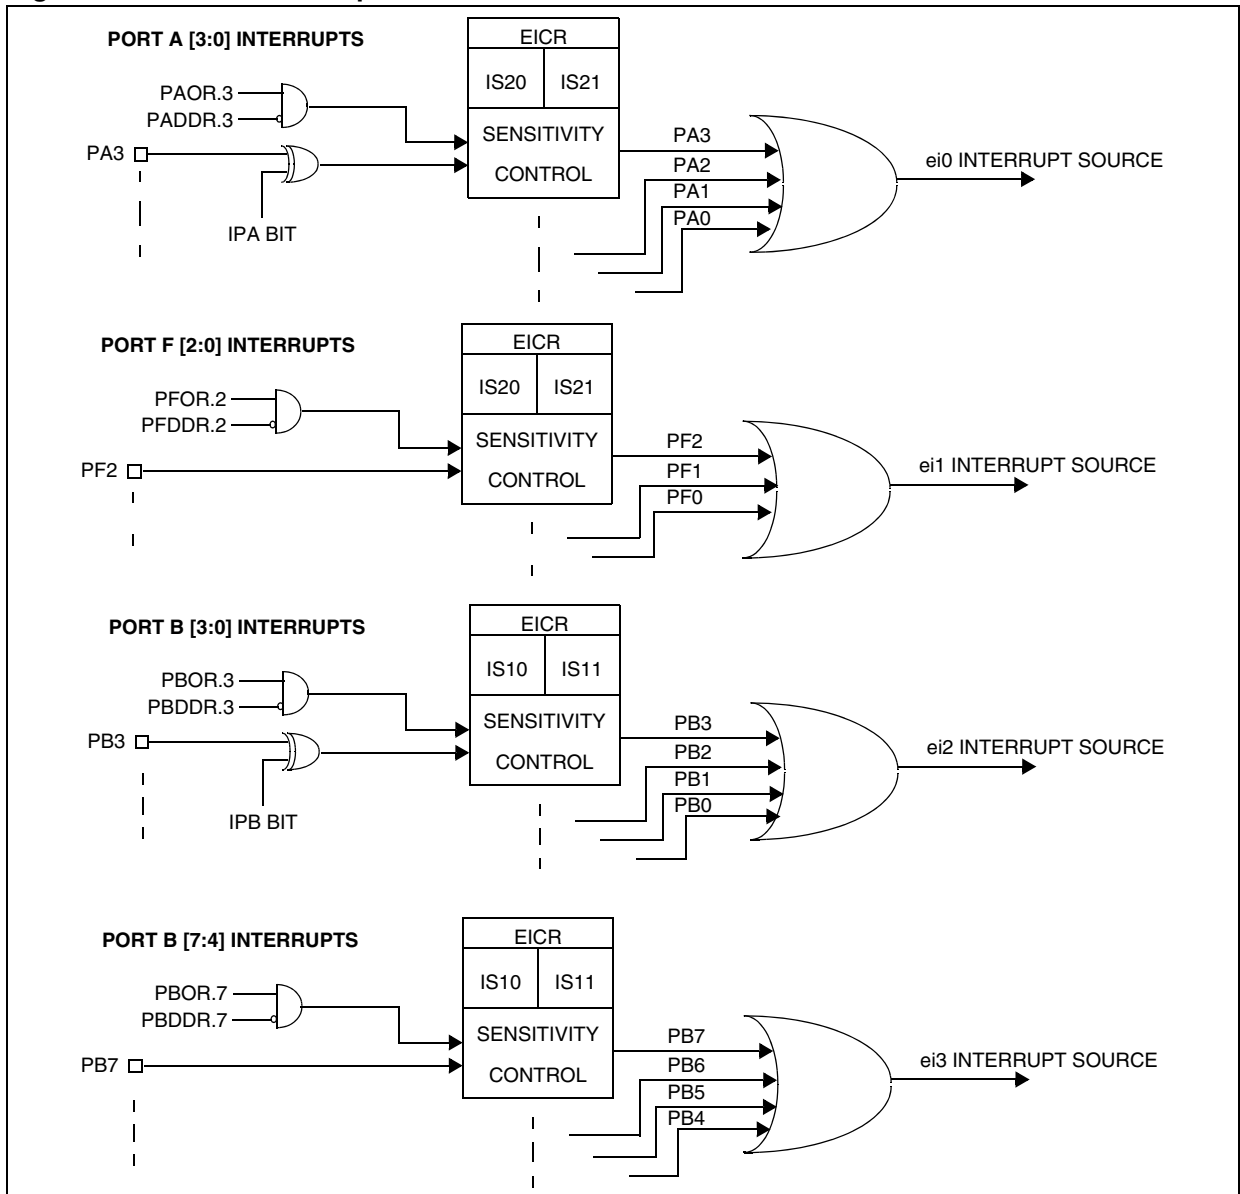 PORT A [3:0] INTERRUPTS
EICR
IS20 IS21
PAOR.3
PADDR.3
SENSITIVITY
CONTROL
PA3
IPA BIT
PA3
PA2
PA1
PA0
ei0 INTERRUPT SOURCE
PORT F [2:0] INTERRUPTS
EICR
IS20 IS21
PFOR.2
PFDDR.2
SENSITIVITY
CONTROL
PF2
PF2
PF1
PF0
ei1 INTERRUPT SOURCE
PORT B [3:0] INTERRUPTS
EICR
IS10 IS11
PBOR.3
PBDDR.3
SENSITIVITY
CONTROL
PB3
IPB BIT
PB3
PB2
PB1
PB0
ei2 INTERRUPT SOURCE
PORT B [7:4] INTERRUPTS
EICR
IS10 IS11
PBOR.7
PBDDR.7
SENSITIVITY
CONTROL
PB7
PB7
PB6
PB5
PB4
ei3 INTERRUPT SOURCE